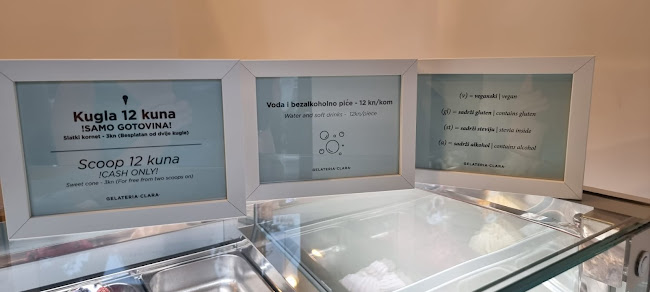 Kugla 12 kuna
!SAMO GOTOVINA!
Slatki kornet - 3kn (Besplatan od dvije kugle)
Scoop 12 kuna
!CASH ONLY!
Sweet cone - 3kn (For free from two scoops on)
GELATERIA CLARA
Voda i bezalkoholno piće - 12 kn/kom
Water and soft drinks - 12kn/piece
GELATERIA CLARA
(v) = veganski | vegan
(gl) = sadrži gluten | contains gluten
(st) = sadrži steviju | stevia inside
(a) = sadrži alkohol | contains alcohol
GELATERIA CLARA